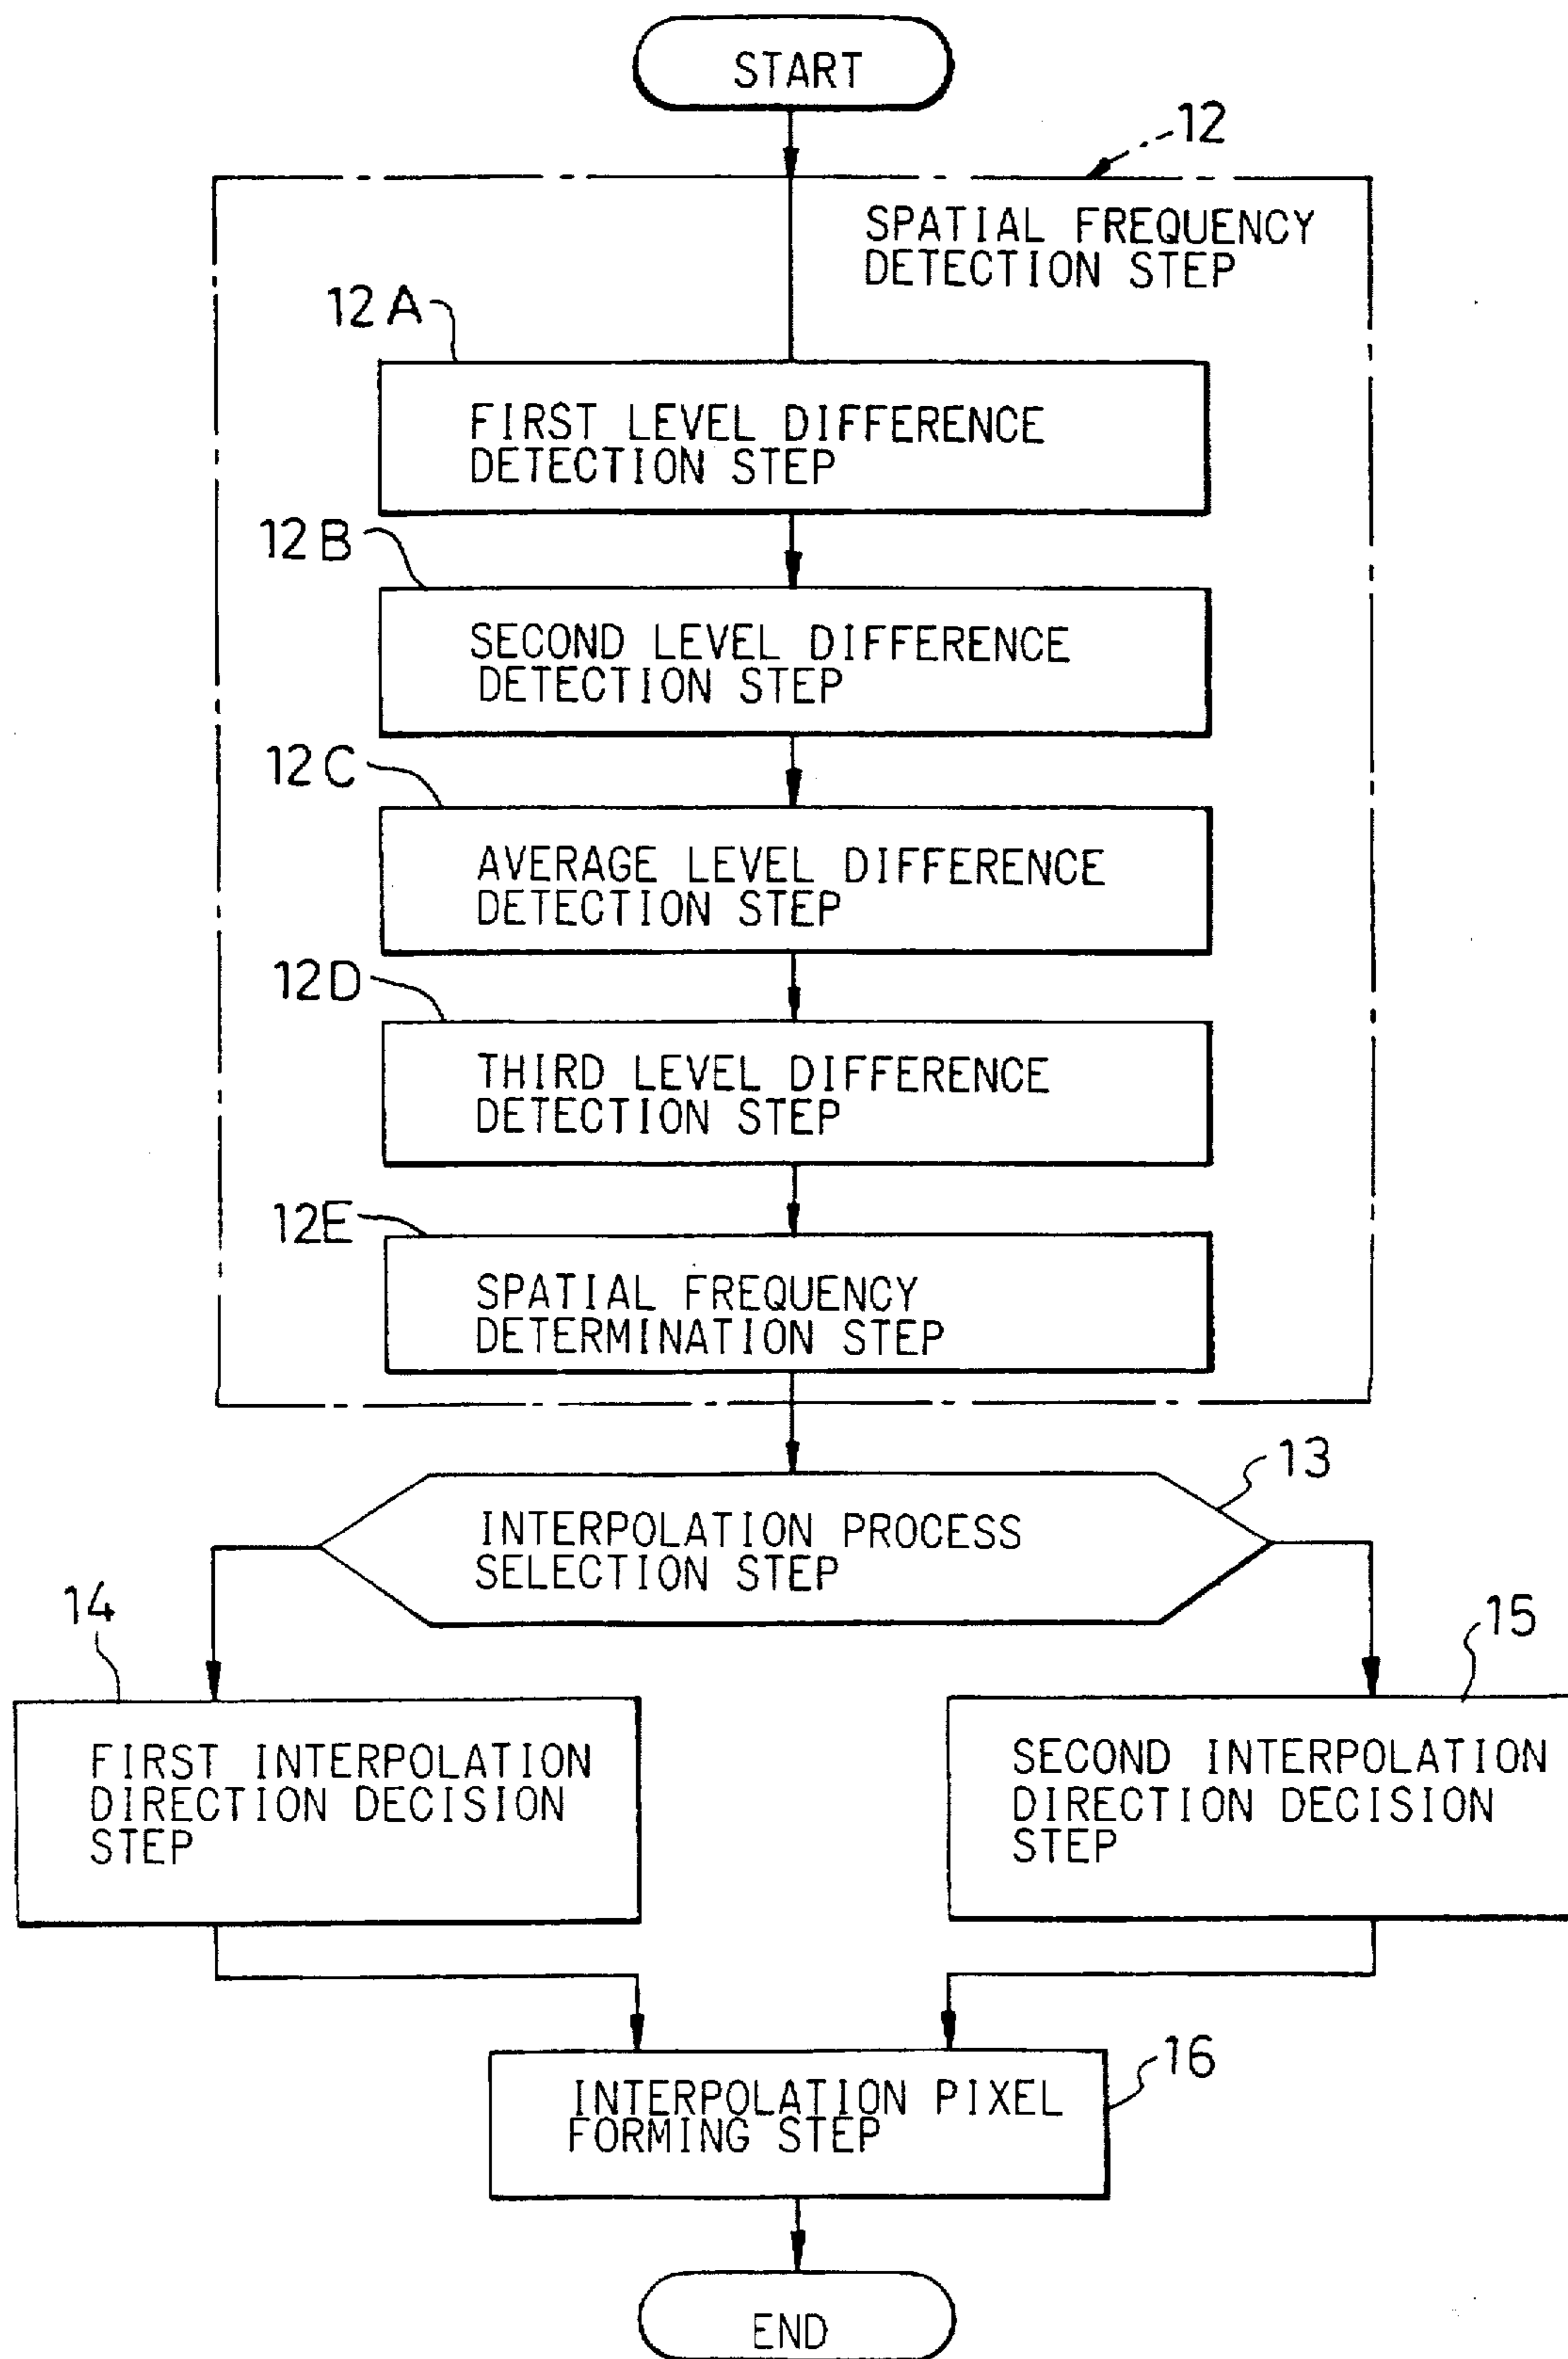 START
12
SPATIAL FREQUENCY
DETECTION STEP
12A
FIRST LEVEL DIFFERENCE
DETECTION STEP
12B
SECOND LEVEL DIFFERENCE
DETECTION STEP
12C
AVERAGE LEVEL DIFFERENCE
DETECTION STEP
12D
THIRD LEVEL DIFFERENCE
DETECTION STEP
12E
SPATIAL FREQUENCY
DETERMINATION STEP
13
INTERPOLATION PROCESS
SELECTION STEP
14
FIRST INTERPOLATION
DIRECTION DECISION
STEP
15
SECOND INTERPOLATION
DIRECTION DECISION
STEP
16
INTERPOLATION PIXEL
FORMING STEP
END